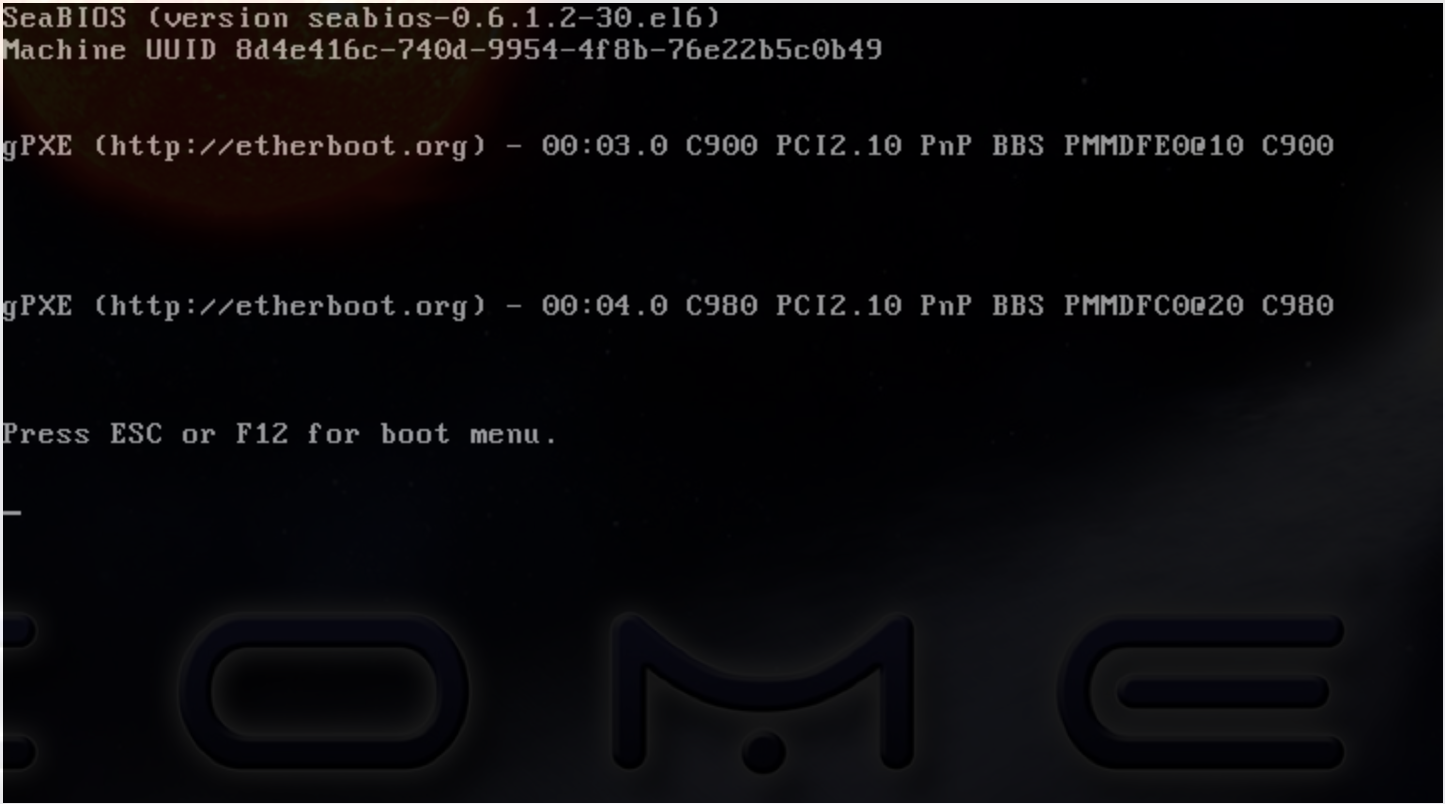 SeaBIOS (version seabios-0.6.1.2-30.el6)
Machine UUID 8d4e416c-740d-9954-4f8b-76e22b5c0b49
gPXE (http://etherboot.org) - 00:03.0 C900 PCI2.10 PnP BBS PMMDFE0@10 C900
gPXE (http://etherboot.org) - 00:04.0 C980 PCI2.10 PnP BBS PMMDFC0@20 C980
Press ESC or F12 for boot menu.
_
OME